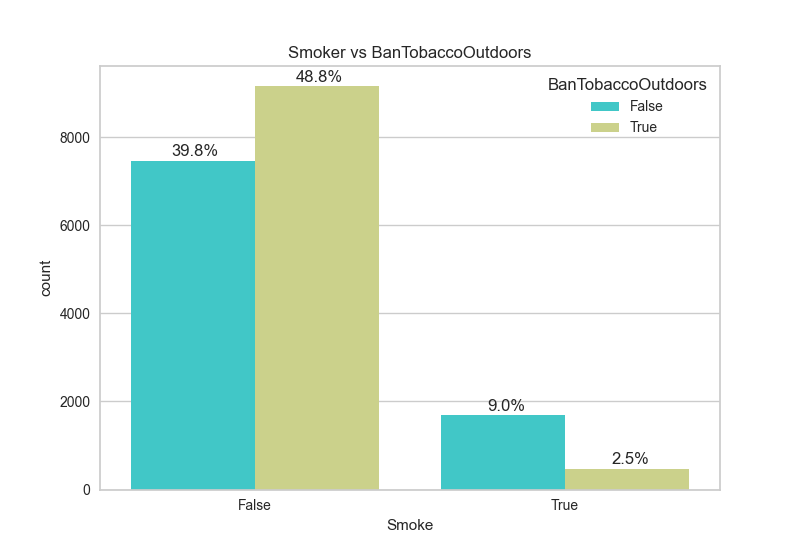 Smoker vs BanTobaccoOutdoors
48.8%
BanTobaccoOutdoors
False
True
39.8%
9.0%
2.5%
8000
6000
4000
2000
0
count
False
True
Smoke